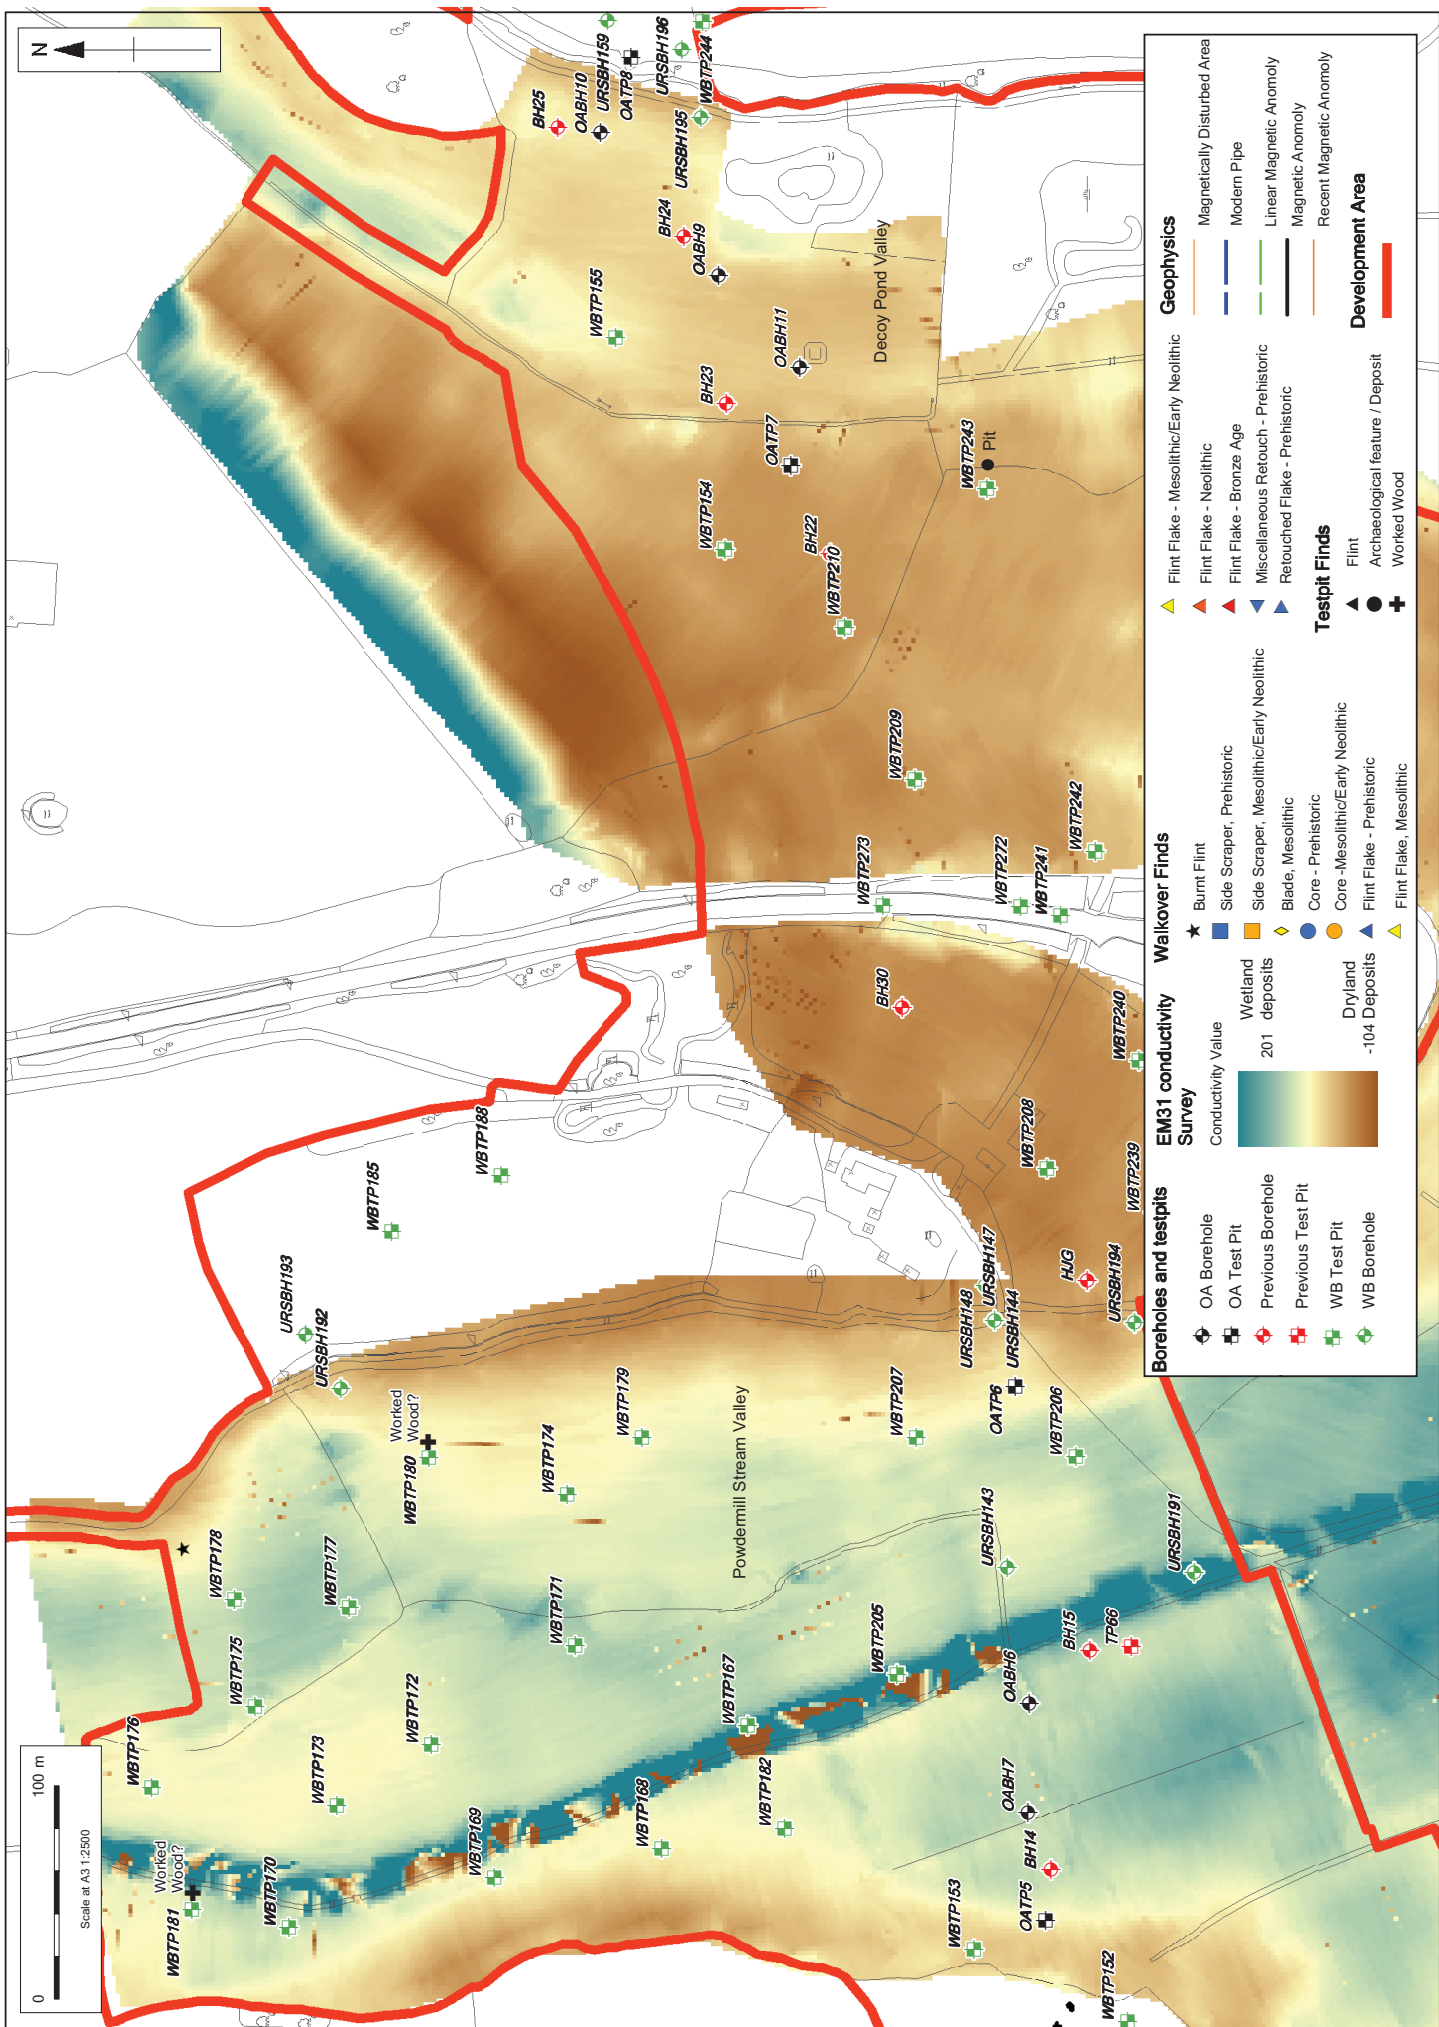 N
0
100 m
Scale at A3 1:2500
WBTP176
WBTP175
WBTP178
WBTP177
WBTP173
WBTP172
Worked
Wood?
WBTP181
WBTP170
WBTP169
WBTP168
WBTP167
WBTP182
WBTP171
WBTP174
WBTP179
Worked
Wood?
WBTP180
URSBH192
URSBH193
WBTP185
WBTP188
Powdermill Stream Valley
WBTP205
WBTP207
OATP6
WBTP206
URSBH143
URSBH191
BH15
TP66
OABH6
OABH7
BH14
OATP5
WBTP153
WBTP152
URSBH148
URSBH147
URSBH144
HJG
URSBH194
WBTP239
WBTP208
WBTP240
BH30
WBTP273
WBTP272
WBTP241
WBTP242
WBTP209
WBTP210
BH22
WBTP154
OATP7
WBTP243
Pit
BH23
OABH11
WBTP155
BH24
OABH9
Decoy Pond Valley
BH25
OABH10
URSBH159
OATP8
URSBH196
WBTP244
URSBH195
Boreholes and testpits
OA Borehole
OA Test Pit
Previous Borehole
Previous Test Pit
WB Test Pit
WB Borehole
EM31 conductivity
Survey
Conductivity Value
201
Wetland
deposits
Dryland
-104 Deposits
Walkover Finds
Burnt Flint
Side Scraper, Prehistoric
Side Scraper, Mesolithic/Early Neolithic
Blade, Mesolithic
Core - Prehistoric
Core -Mesolithic/Early Neolithic
Flint Flake - Prehistoric
Flint Flake, Mesolithic
Flint Flake - Mesolithic/Early Neolithic
Flint Flake - Neolithic
Flint Flake - Bronze Age
Miscellaneous Retouch - Prehistoric
Retouched Flake - Prehistoric
Testpit Finds
Flint
Archaeological feature / Deposit
Worked Wood
Geophysics
Magnetically Disturbed Area
Modern Pipe
Linear Magnetic Anomoly
Magnetic Anomoly
Recent Magnetic Anomoly
Development Area